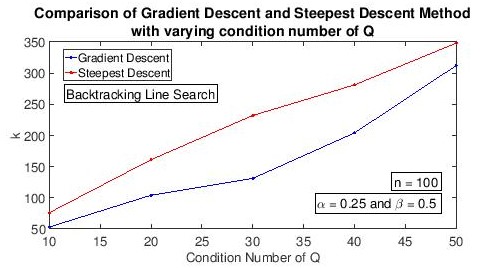 Comparison of Gradient Descent and Steepest Descent Method
with varying condition number of Q
350
300
250
200
150
100
50
k
Gradient Descent
Steepest Descent
Backtracking Line Search
n = 100
α = 0.25 and β = 0.5
10 15 20 25 30 35 40 45 50
Condition Number of Q